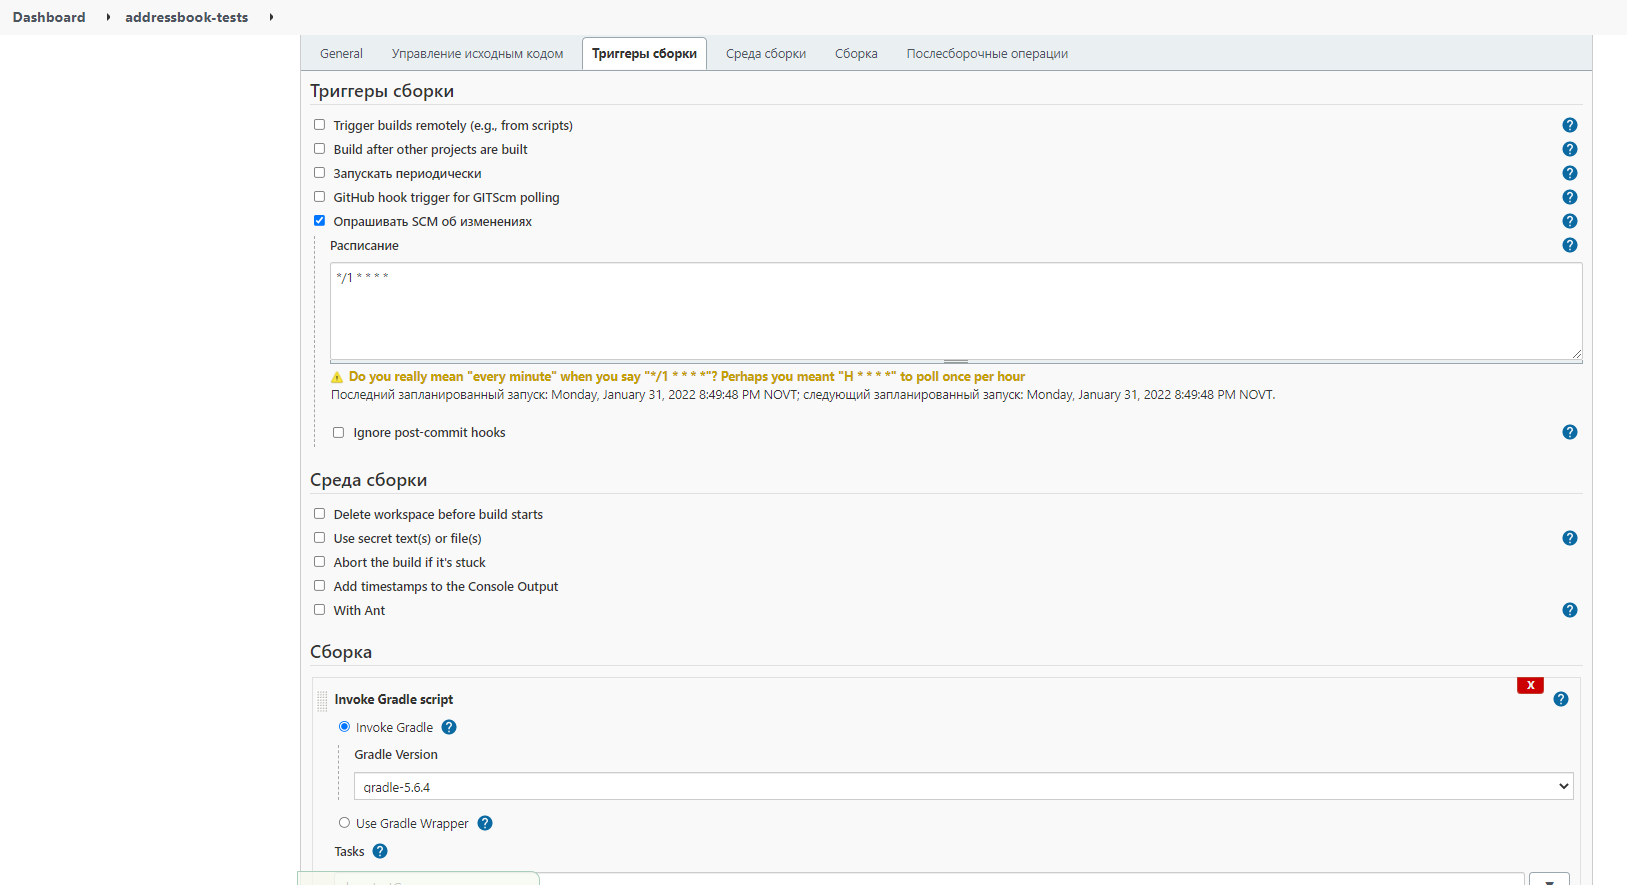 Dashboard addressbook-tests
General Управление исходным кодом Триггеры сборки Среда сборки Сборка Послесборочные операции
Триггеры сборки
Trigger builds remotely (e.g., from scripts)
Build after other projects are built
Запускать периодически
GitHub hook trigger for GITScm polling
Опрашивать SCM об изменениях
Расписание
*/1 * * * *
Do you really mean "every minute" when you say "*/1 * * * *"? Perhaps you meant "H * * * *" to poll once per hour
Последний запланированный запуск: Monday, January 31, 2022 8:49:48 PM NOVT; следующий запланированный запуск: Monday, January 31, 2022 8:49:48 PM NOVT.
Ignore post-commit hooks
Среда сборки
Delete workspace before build starts
Use secret text(s) or file(s)
Abort the build if it's stuck
Add timestamps to the Console Output
With Ant
Сборка
X
Invoke Gradle script
Invoke Gradle
Gradle Version
gradle-5.6.4
Use Gradle Wrapper
Tasks